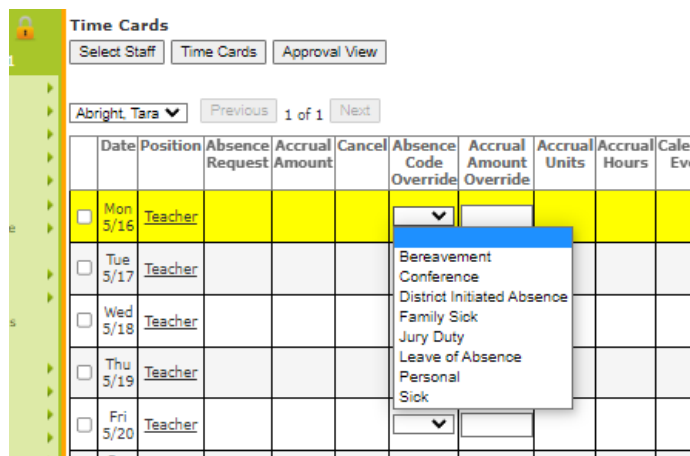 Time Cards
Select Staff Time Cards Approval View
Abright, Tara Previous 1 of 1 Next
Date Position Absence Request Accrual Amount Cancel Absence Code Override Accrual Amount Override Accrual Units Accrual Hours Cale Ev
Mon 5/16 Teacher
Bereavement
Tue 5/17 Teacher
Conference
District Initiated Absence
Wed 5/18 Teacher
Family Sick
Jury Duty
Thu 5/19 Teacher
Leave of Absence
Personal
Sick
Fri 5/20 Teacher